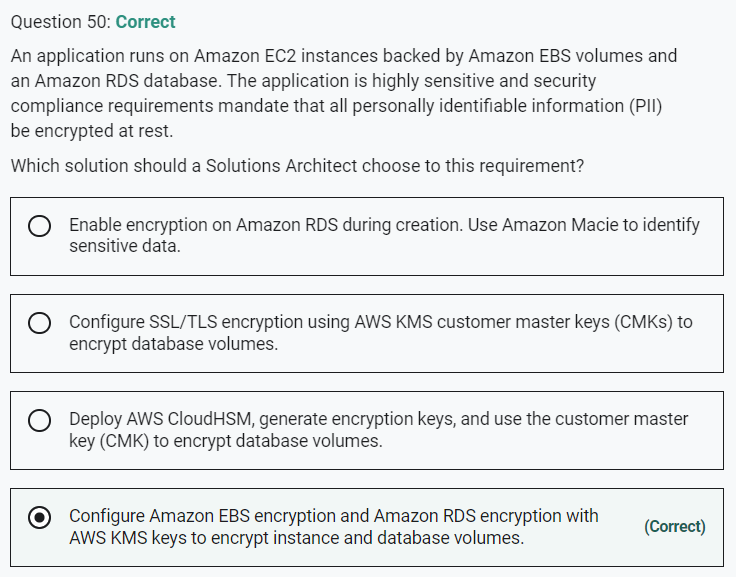 Question 50: Correct
An application runs on Amazon EC2 instances backed by Amazon EBS volumes and
an Amazon RDS database. The application is highly sensitive and security
compliance requirements mandate that all personally identifiable information (PII)
be encrypted at rest.
Which solution should a Solutions Architect choose to this requirement?
Enable encryption on Amazon RDS during creation. Use Amazon Macie to identify
sensitive data.
Configure SSL/TLS encryption using AWS KMS customer master keys (CMKs) to
encrypt database volumes.
Deploy AWS CloudHSM, generate encryption keys, and use the customer master
key (CMK) to encrypt database volumes.
Configure Amazon EBS encryption and Amazon RDS encryption with
AWS KMS keys to encrypt instance and database volumes.
(Correct)